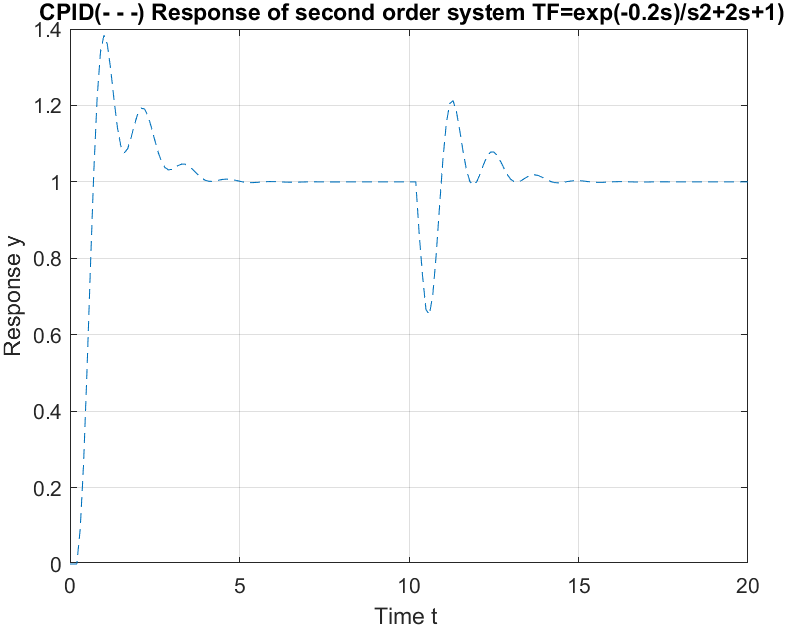 CPID(- - -) Response of second order system TF=exp(-0.2s)/s2+2s+1)
1.4
1.2
1
0.8
0.6
0.4
0.2
0
Response y
0 5 10 15 20
Time t